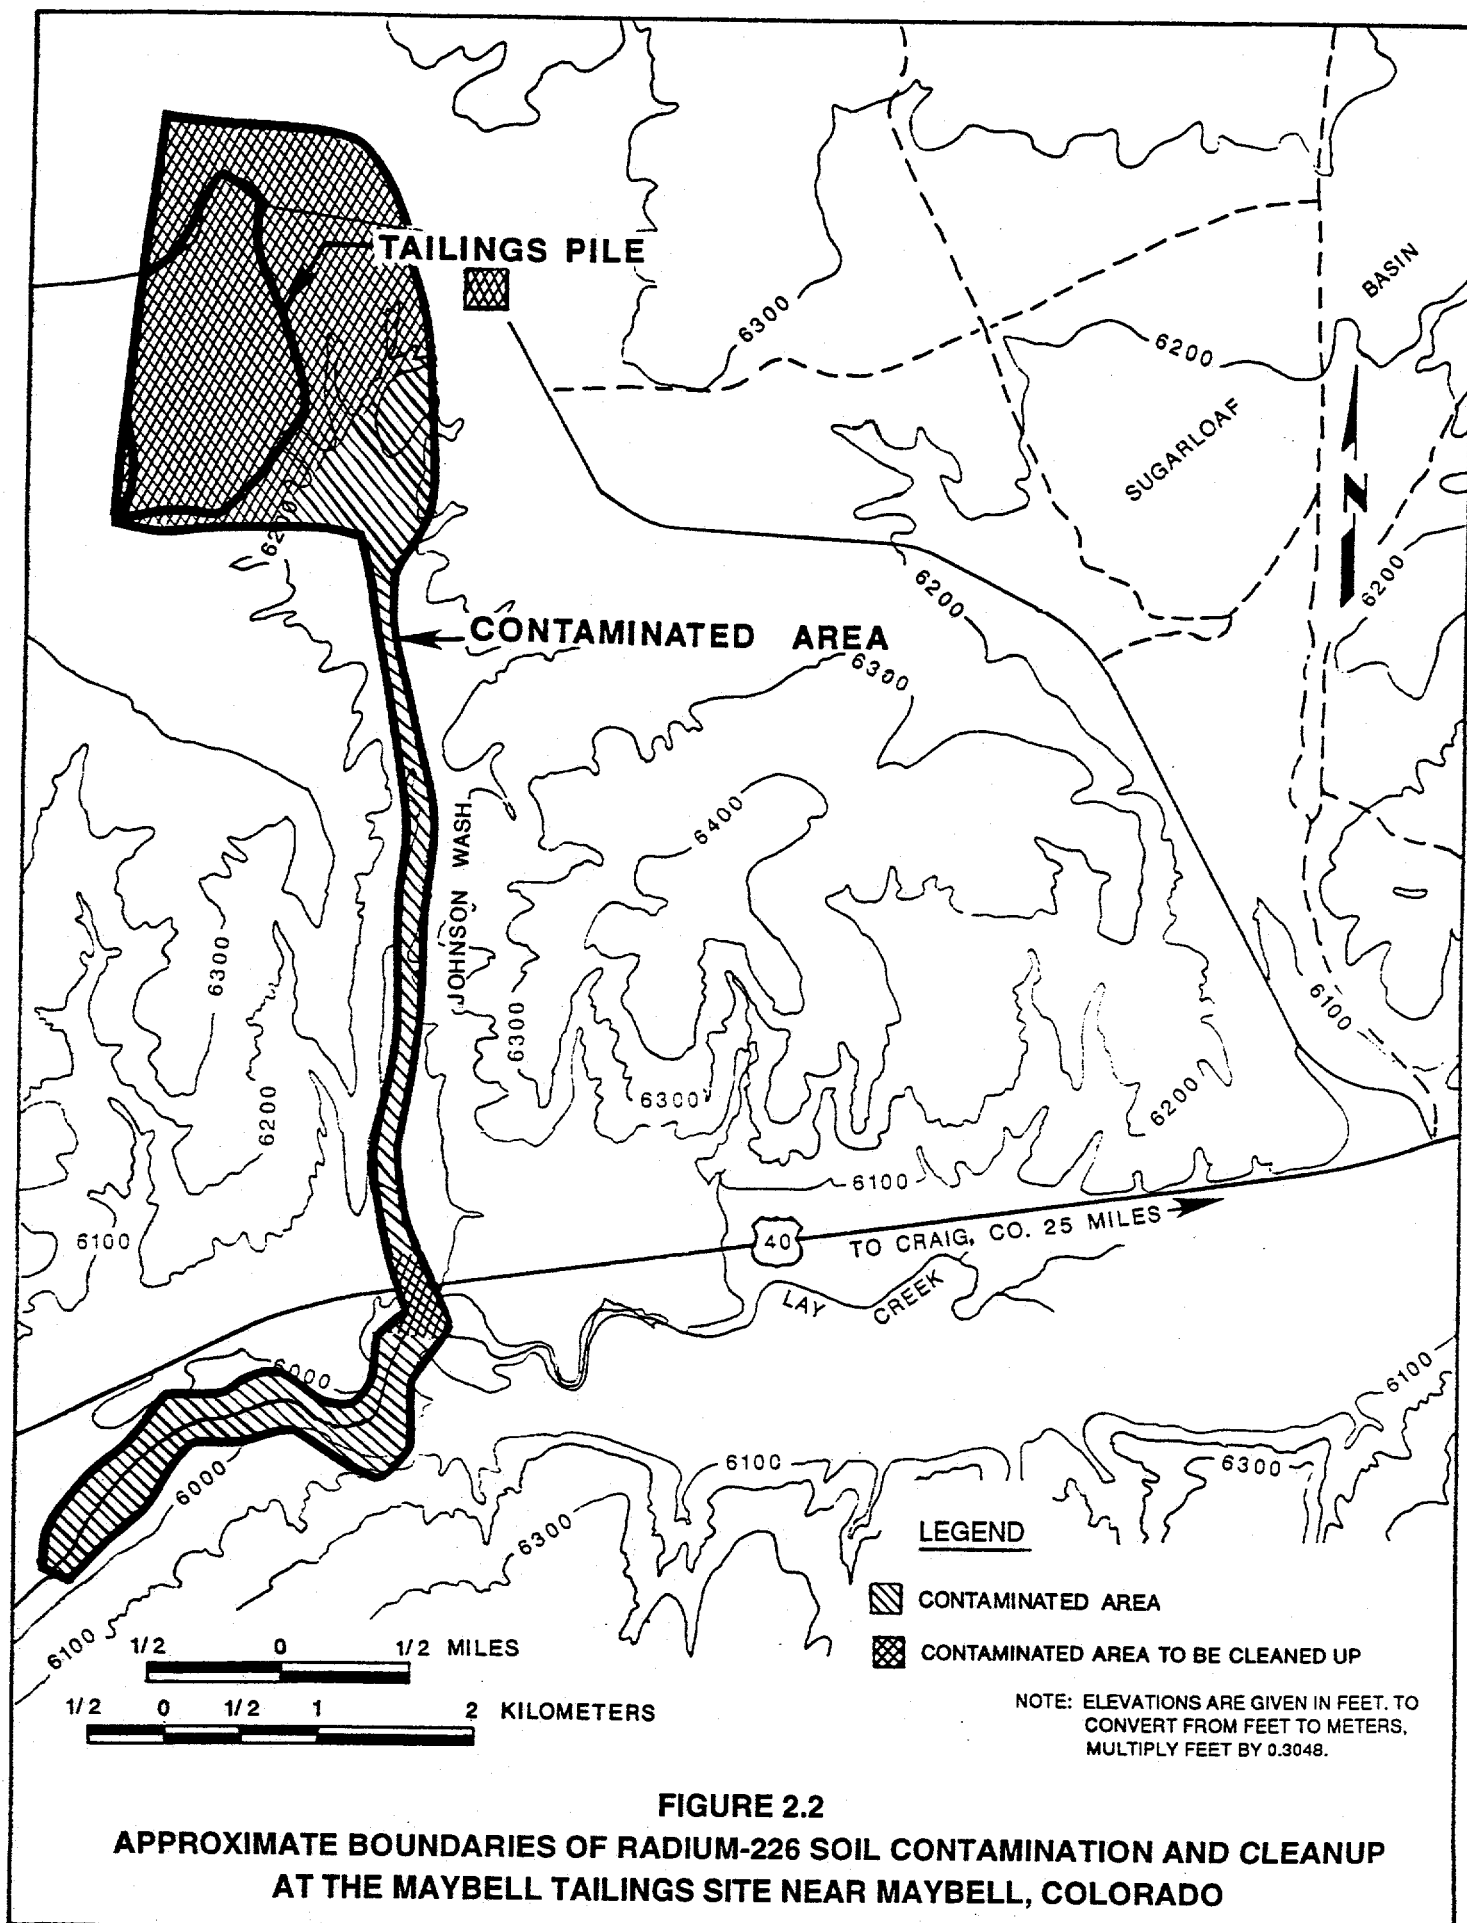 TAILINGS PILE
BASIN
6300
6200
SUGARLOAF
N
6200
6200
6200
CONTAMINATED AREA
6300
6400
JOHNSON WASH
6300
6300
6100
6200
6300
6200
6100
6100
40
TO CRAIG, CO. 25 MILES
LAY CREEK
6000
6100
6000
6100
6300
6300
6100
LEGEND
CONTAMINATED AREA
CONTAMINATED AREA TO BE CLEANED UP
1/2 0 1/2 MILES
1/2 0 1/2 1 2 KILOMETERS
NOTE: ELEVATIONS ARE GIVEN IN FEET. TO
CONVERT FROM FEET TO METERS,
MULTIPLY FEET BY 0.3048.
FIGURE 2.2
APPROXIMATE BOUNDARIES OF RADIUM-226 SOIL CONTAMINATION AND CLEANUP
AT THE MAYBELL TAILINGS SITE NEAR MAYBELL, COLORADO